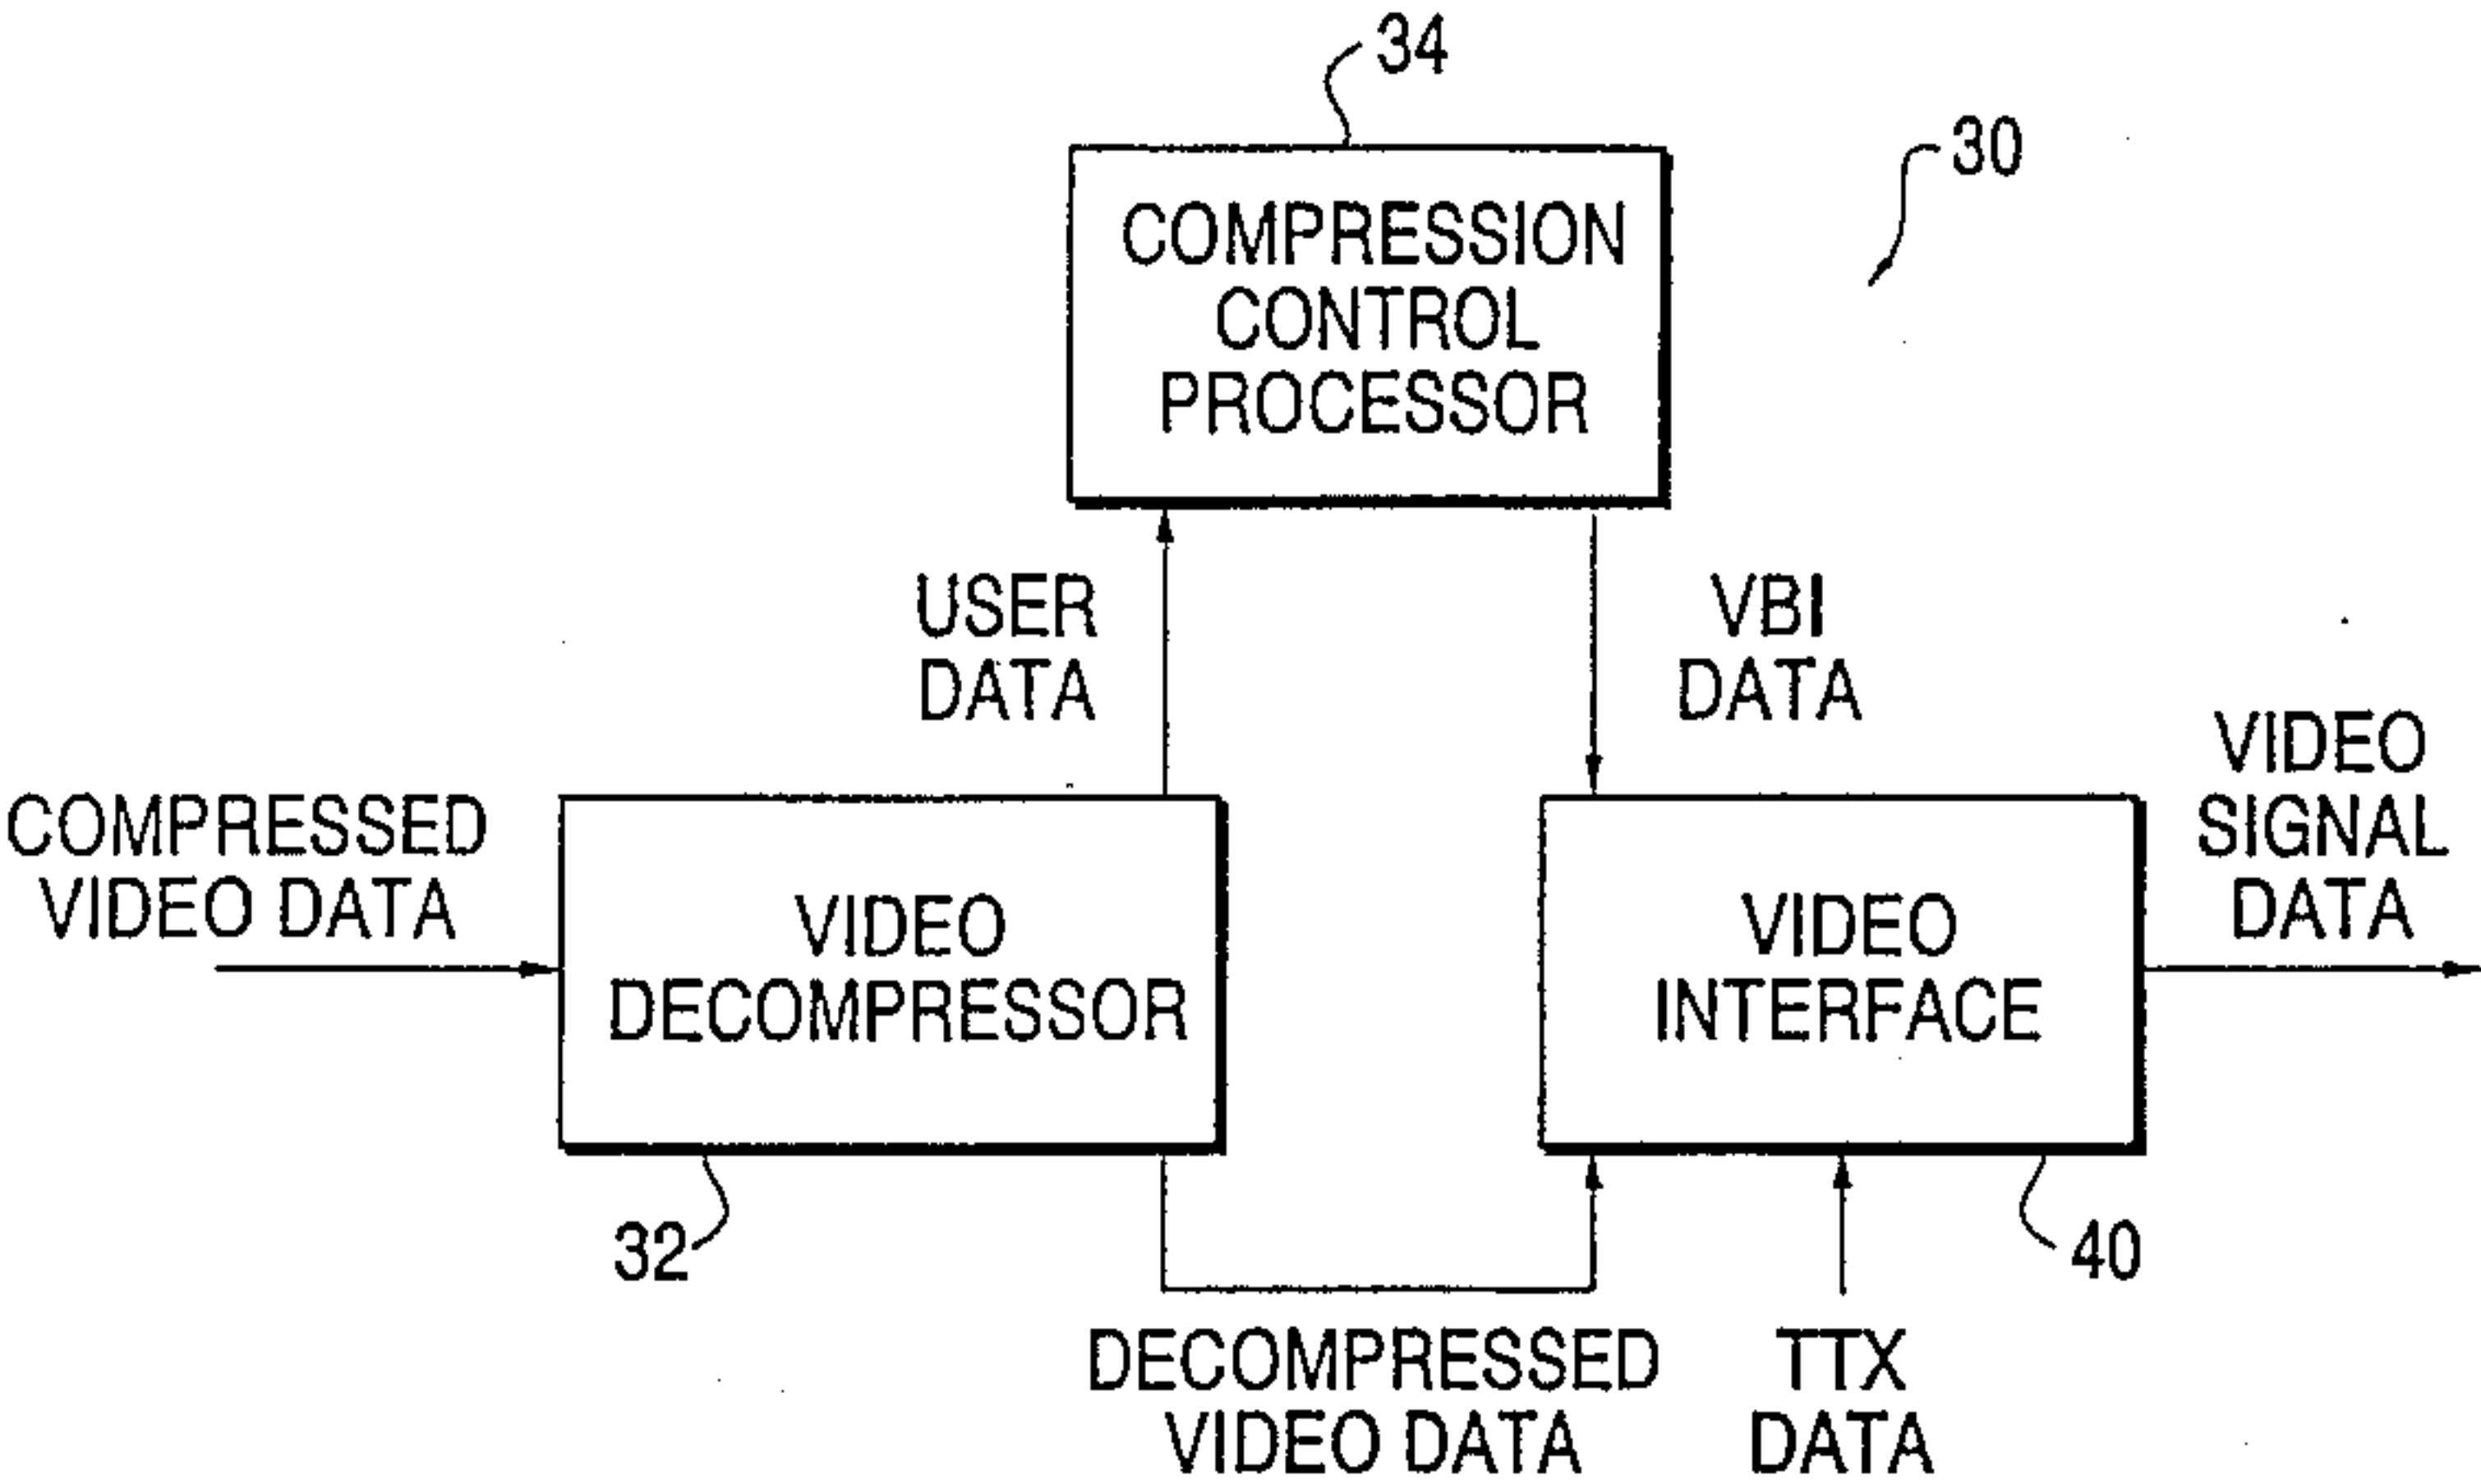 34
30
COMPRESSION
CONTROL
PROCESSOR
USER
DATA
VBI
DATA
VIDEO
SIGNAL
DATA
COMPRESSED
VIDEO DATA
VIDEO
DECOMPRESSOR
VIDEO
INTERFACE
32
40
DECOMPRESSED
VIDEO DATA
TTX
DATA